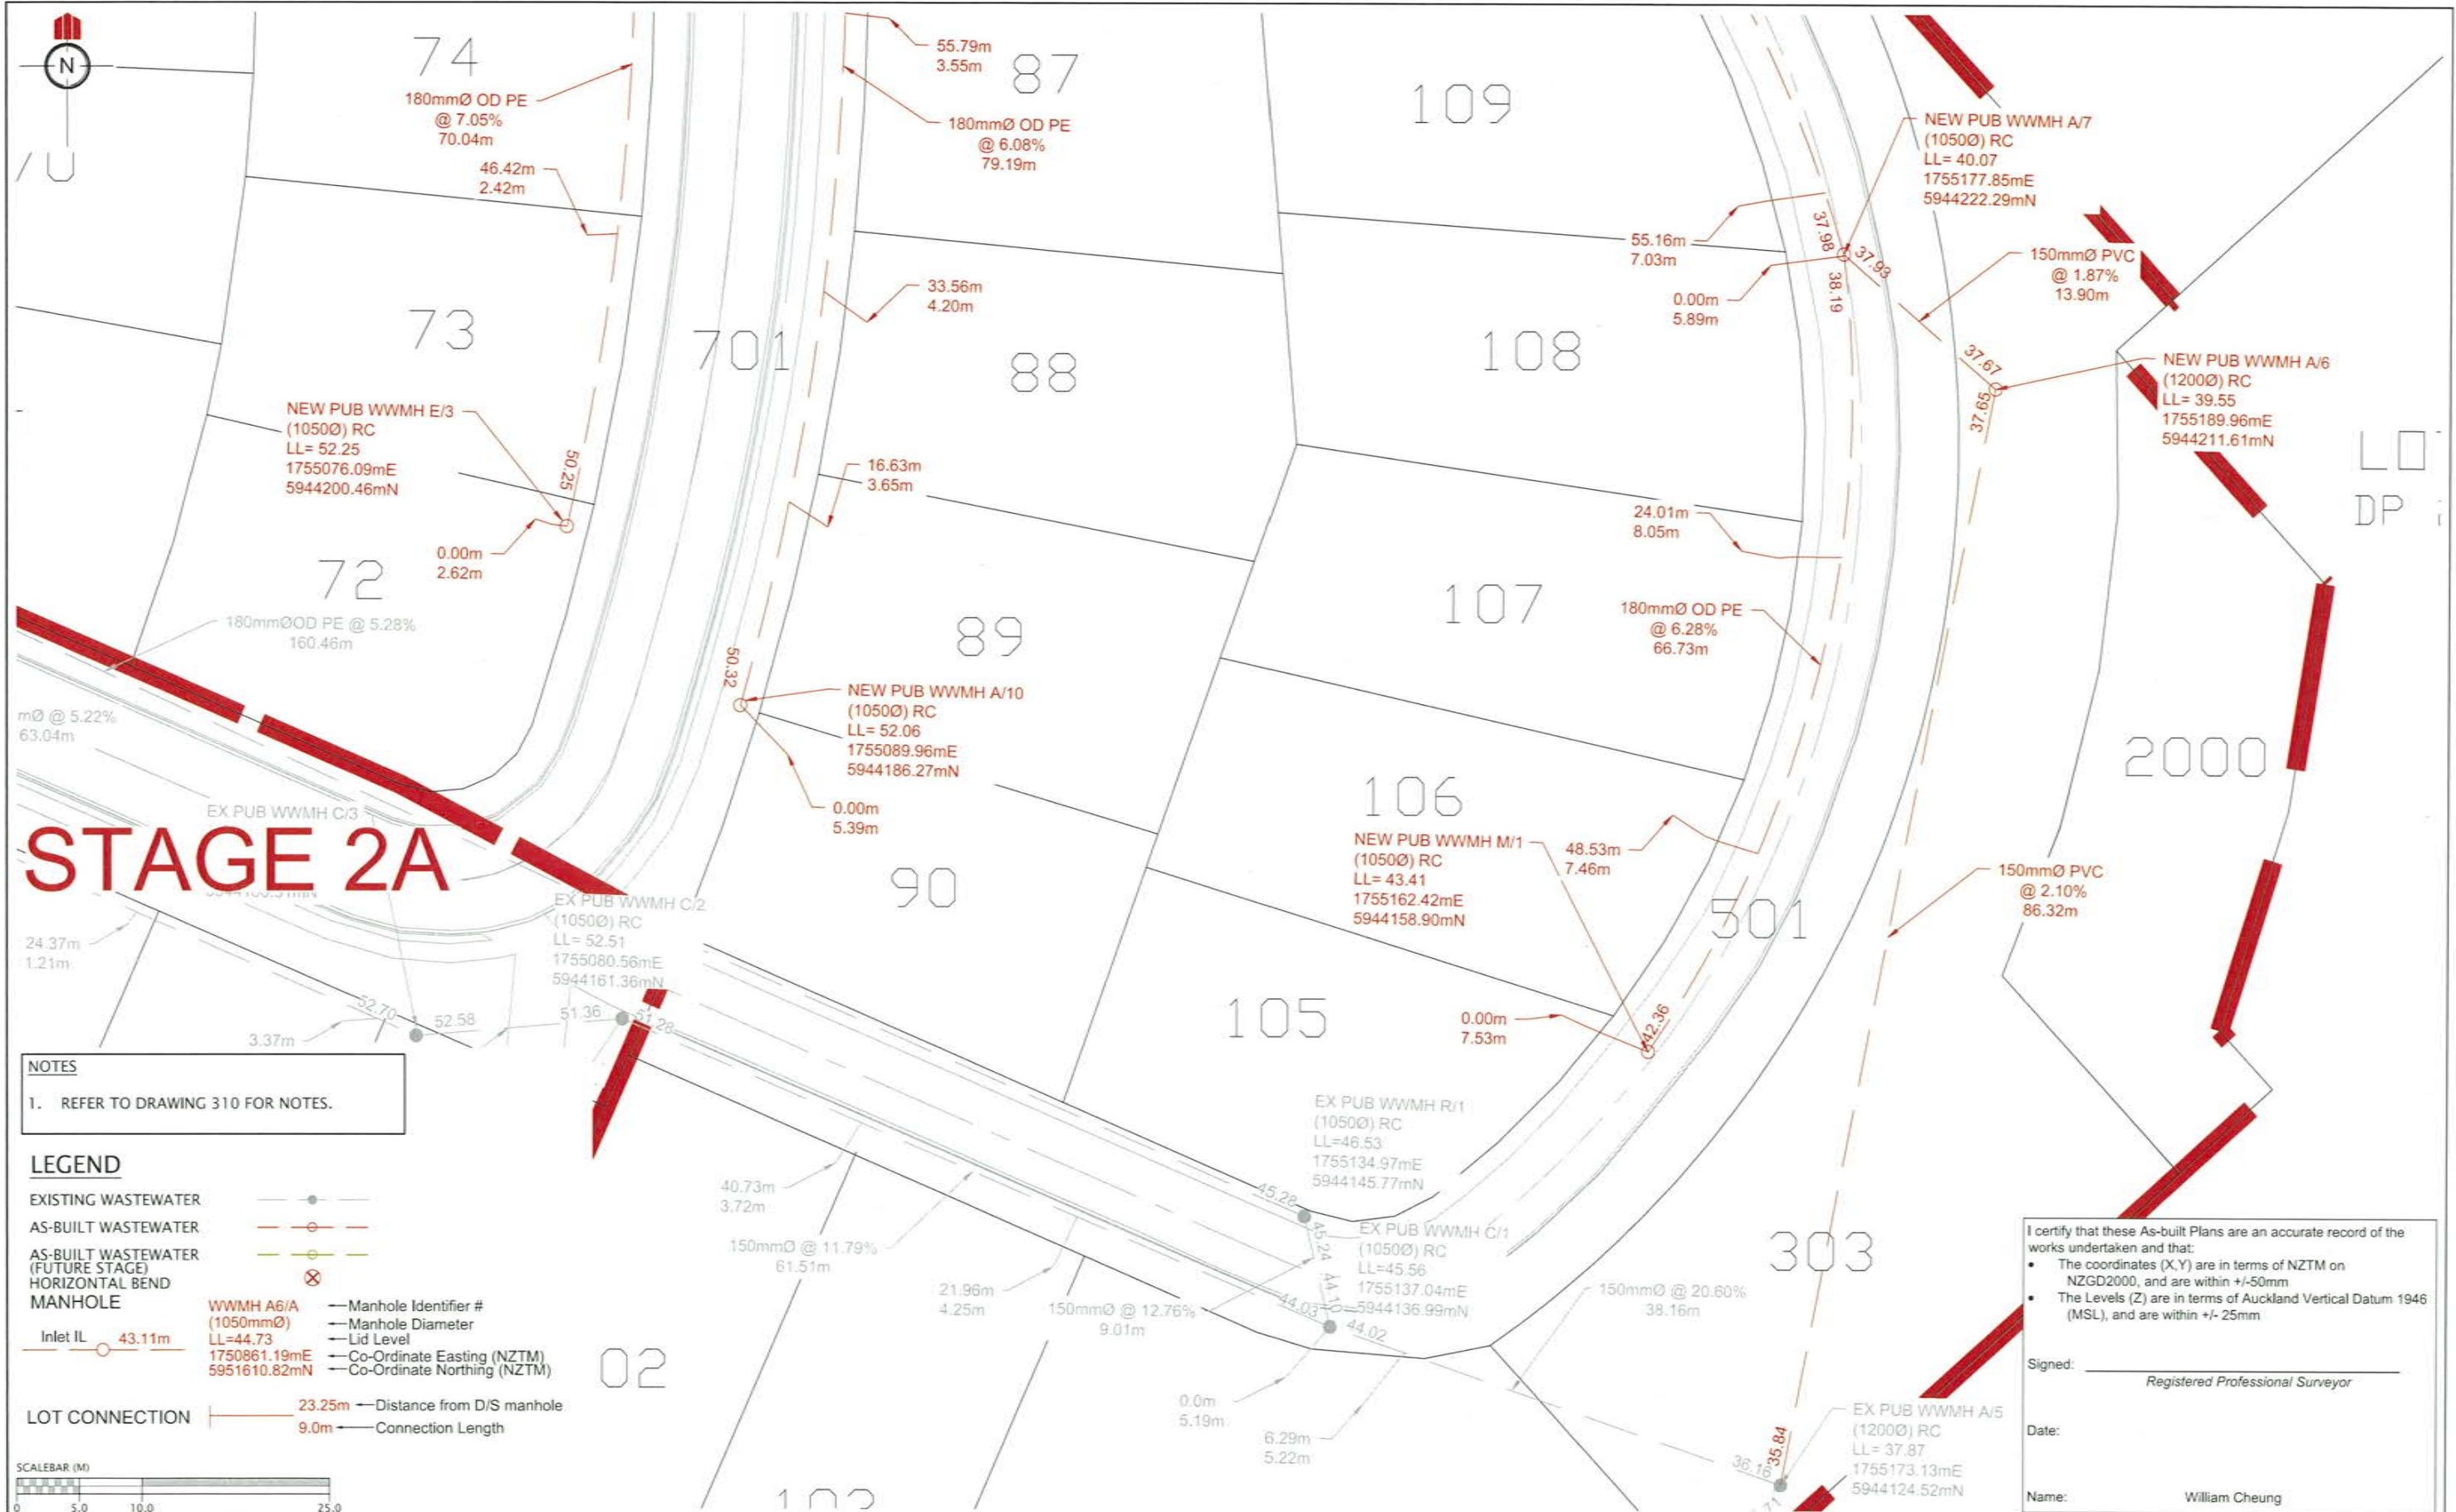 N
74
180mmØ OD PE
@ 7.05%
70.04m
46.42m
2.42m
55.79m
3.55m
87
180mmØ OD PE
@ 6.08%
79.19m
109
NEW PUB WWMH A/7
(1050Ø) RC
LL= 40.07
1755177.85mE
5944222.29mN
55.16m
7.03m
37.98
37.93
38.19
0.00m
5.89m
150mmØ PVC
@ 1.87%
13.90m
73
701
33.56m
4.20m
88
108
37.67
37.65
NEW PUB WWMH A/6
(1200Ø) RC
LL= 39.55
1755189.96mE
5944211.61mN
NEW PUB WWMH E/3
(1050Ø) RC
LL= 52.25
1755076.09mE
5944200.46mN
50.25
0.00m
2.62m
16.63m
3.65m
24.01m
8.05m
DP
72
180mmØOD PE @ 5.28%
160.46m
89
107
180mmØ OD PE
@ 6.28%
66.73m
50.32
NEW PUB WWMH A/10
(1050Ø) RC
LL= 52.06
1755089.96mE
5944186.27mN
0.00m
5.39m
mØ @ 5.22%
63.04m
2000
106
NEW PUB WWMH M/1
(1050Ø) RC
LL= 43.41
1755162.42mE
5944158.90mN
48.53m
7.46m
EX PUB WWMH C/3
STAGE 2A
90
501
150mmØ PVC
@ 2.10%
86.32m
EX PUB WWMH C/2
(1050Ø) RC
LL= 52.51
1755080.56mE
5944161.36mN
24.37m
1.21m
52.70
52.58
51.36
51.28
3.37m
105
0.00m
7.53m
42.36
NOTES
1. REFER TO DRAWING 310 FOR NOTES.
EX PUB WWMH R/1
(1050Ø) RC
LL=46.53
1755134.97mE
5944145.77mN
40.73m
3.72m
150mmØ @ 11.79%
61.51m
21.96m
4.25m
45.28
45.24
44.10
44.03
44.02
EX PUB WWMH C/1
(1050Ø) RC
LL=45.56
1755137.04mE
5944136.99mN
150mmØ @ 12.76%
9.01m
150mmØ @ 20.60%
38.16m
303
0.0m
5.19m
6.29m
5.22m
02
36.16
35.84
EX PUB WWMH A/5
(1200Ø) RC
LL= 37.87
1755173.13mE
5944124.52mN
LEGEND
EXISTING WASTEWATER
AS-BUILT WASTEWATER
AS-BUILT WASTEWATER
(FUTURE STAGE)
HORIZONTAL BEND
MANHOLE
Inlet IL 43.11m
WWMH A6/A Manhole Identifier #
(1050mmØ) Manhole Diameter
LL=44.73 Lid Level
1750861.19mE Co-Ordinate Easting (NZTM)
5951610.82mN Co-Ordinate Northing (NZTM)
LOT CONNECTION
23.25m Distance from D/S manhole
9.0m Connection Length
SCALEBAR (M)
0 5.0 10.0 25.0
I certify that these As-built Plans are an accurate record of the
works undertaken and that:
• The coordinates (X,Y) are in terms of NZTM on
NZGD2000, and are within +/-50mm
• The Levels (Z) are in terms of Auckland Vertical Datum 1946
(MSL), and are within +/- 25mm
Signed:
Registered Professional Surveyor
Date:
Name: William Cheung